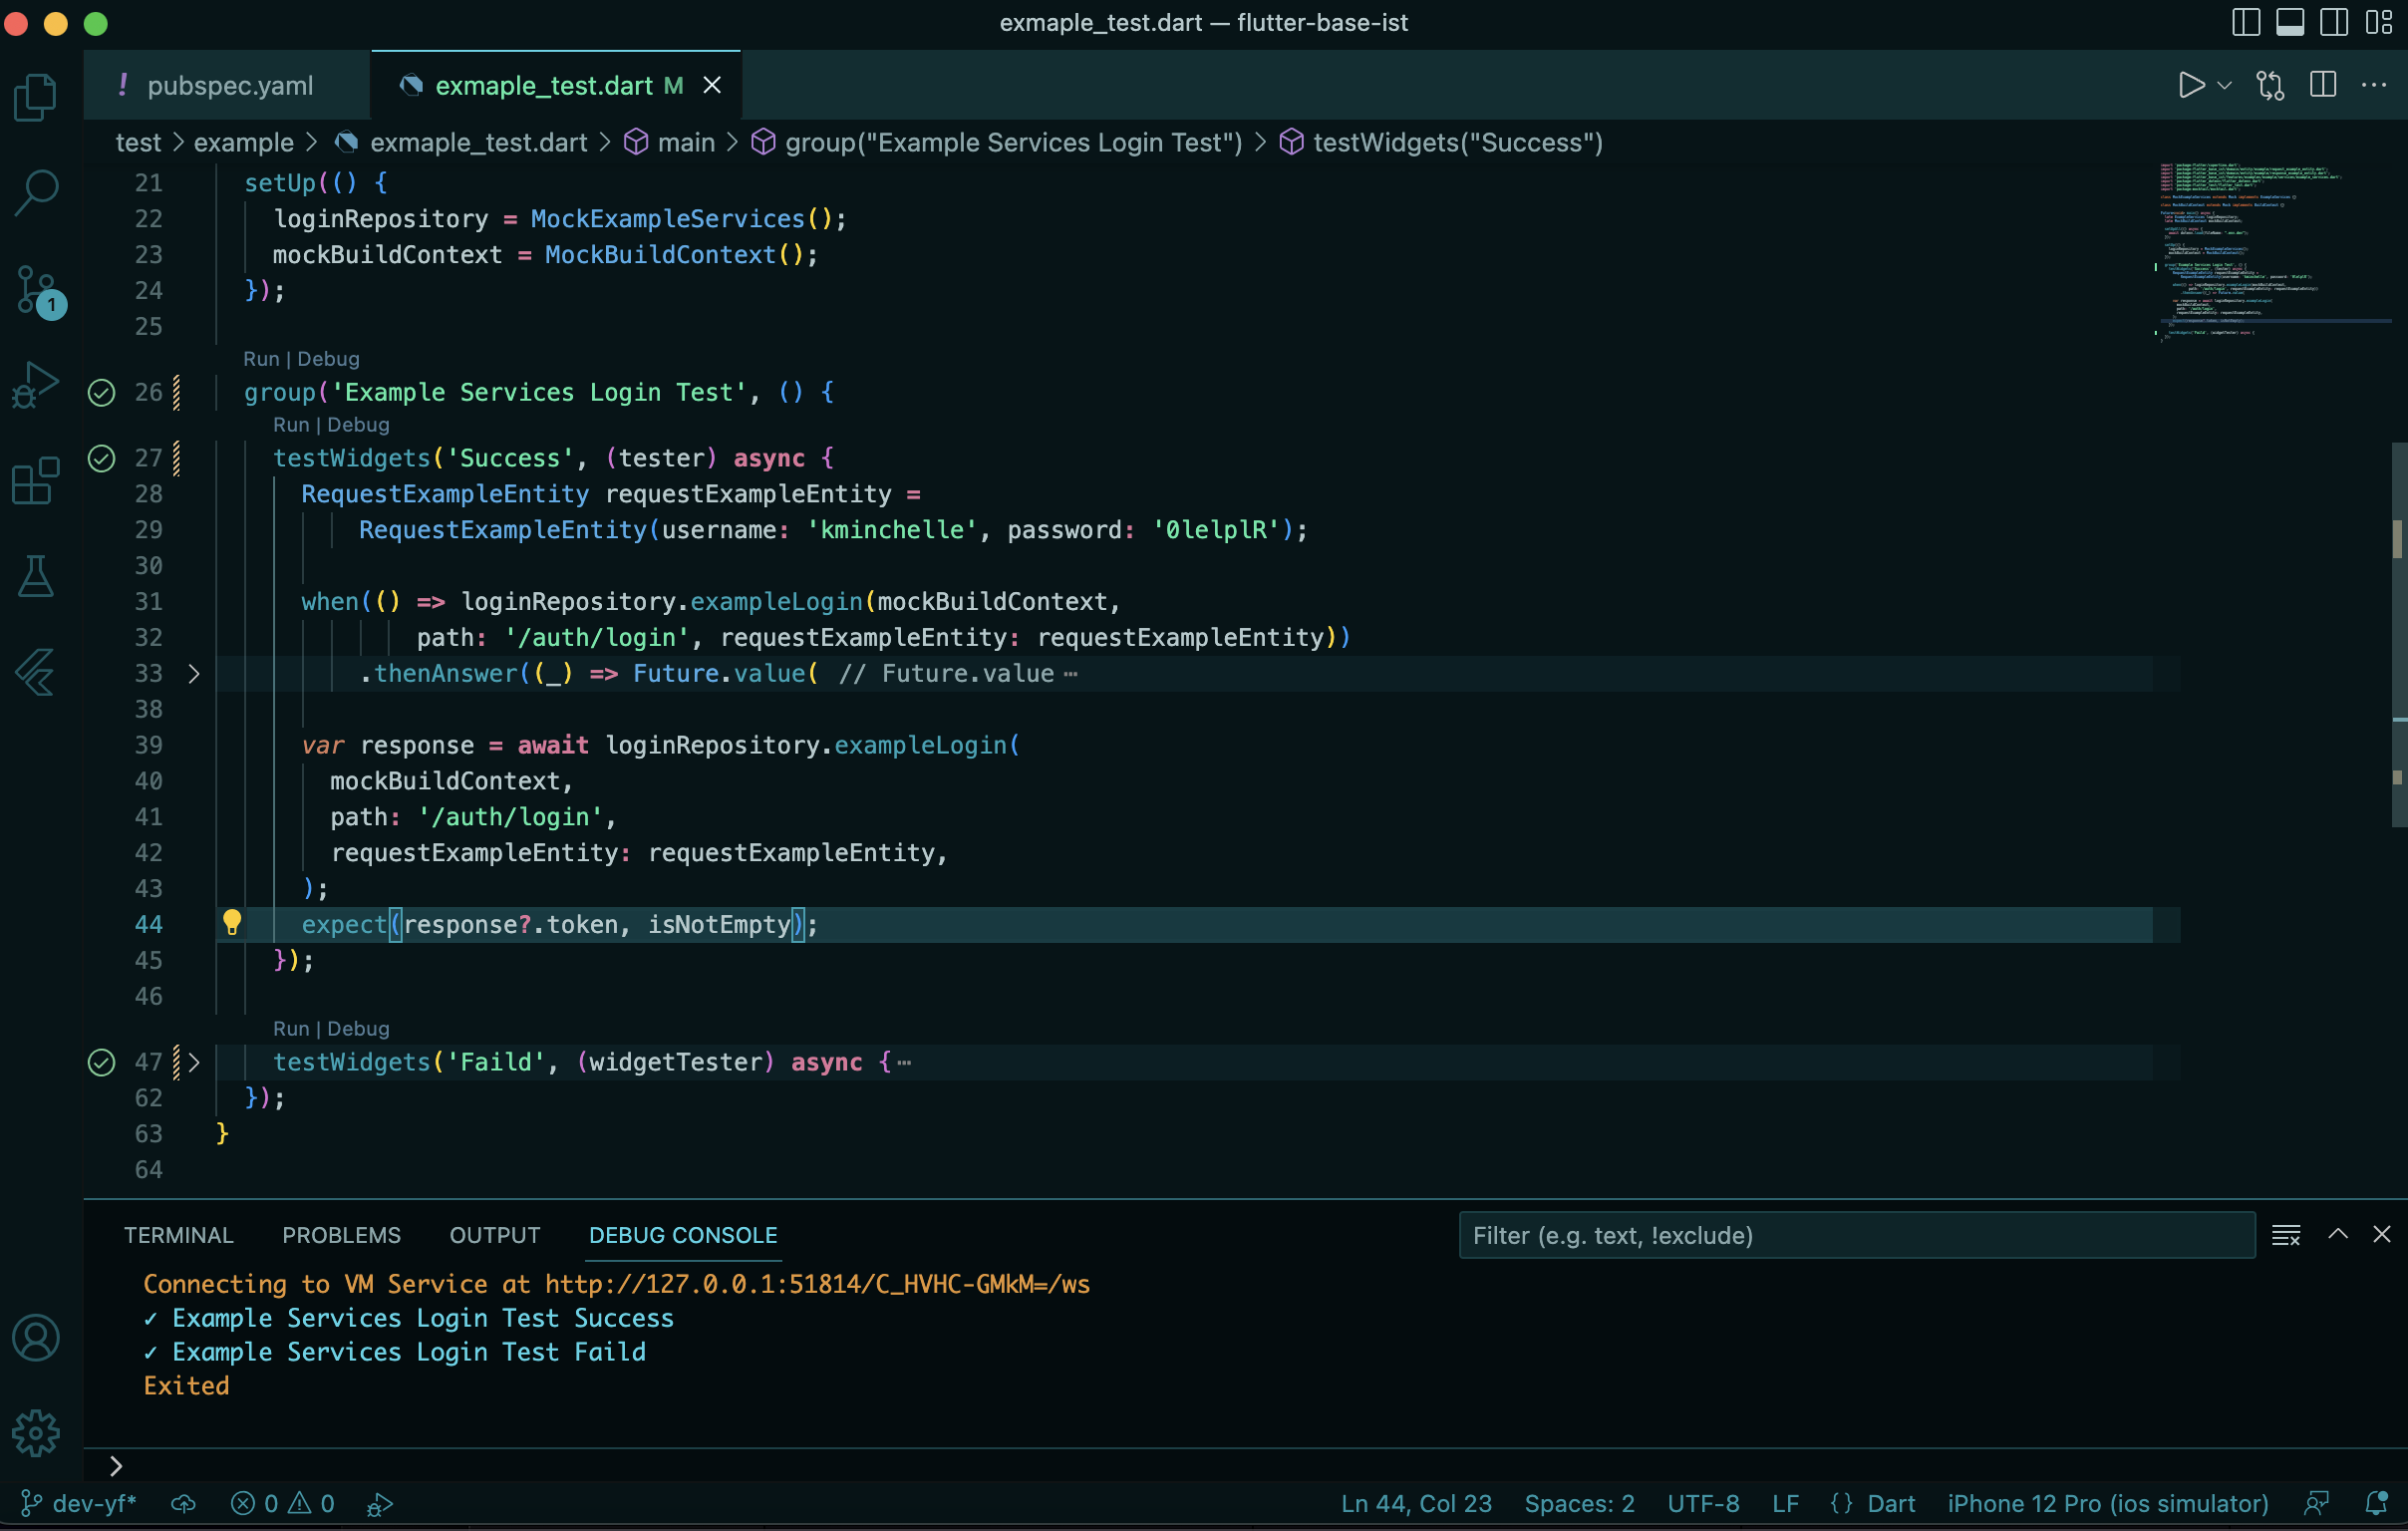 exmaple_test.dart — flutter-base-ist
! pubspec.yaml
exmaple_test.dart M
test > example > exmaple_test.dart > main > group("Example Services Login Test") > testWidgets("Success")
21 setUp(() {
22 loginRepository = MockExampleServices();
23 mockBuildContext = MockBuildContext();
24 });
25
Run | Debug
26 group('Example Services Login Test', () {
Run | Debug
27 testWidgets('Success', (tester) async {
28 RequestExampleEntity requestExampleEntity =
29 RequestExampleEntity(username: 'kminchelle', password: '0lelplR');
30
31 when(() => loginRepository.exampleLogin(mockBuildContext,
32 path: '/auth/login', requestExampleEntity: requestExampleEntity))
33 .thenAnswer((_) => Future.value( // Future.value ⋯
38
39 var response = await loginRepository.exampleLogin(
40 mockBuildContext,
41 path: '/auth/login',
42 requestExampleEntity: requestExampleEntity,
43 );
44 expect(response?.token, isNotEmpty);
45 });
46
Run | Debug
47 testWidgets('Faild', (widgetTester) async {⋯
62 });
63 }
64
1
TERMINAL PROBLEMS OUTPUT DEBUG CONSOLE
Filter (e.g. text, !exclude)
Connecting to VM Service at http://127.0.0.1:51814/C_HVHC-GMkM=/ws
✓ Example Services Login Test Success
✓ Example Services Login Test Faild
Exited
>
dev-yf* 0 0 Ln 44, Col 23 Spaces: 2 UTF-8 LF {} Dart iPhone 12 Pro (ios simulator)